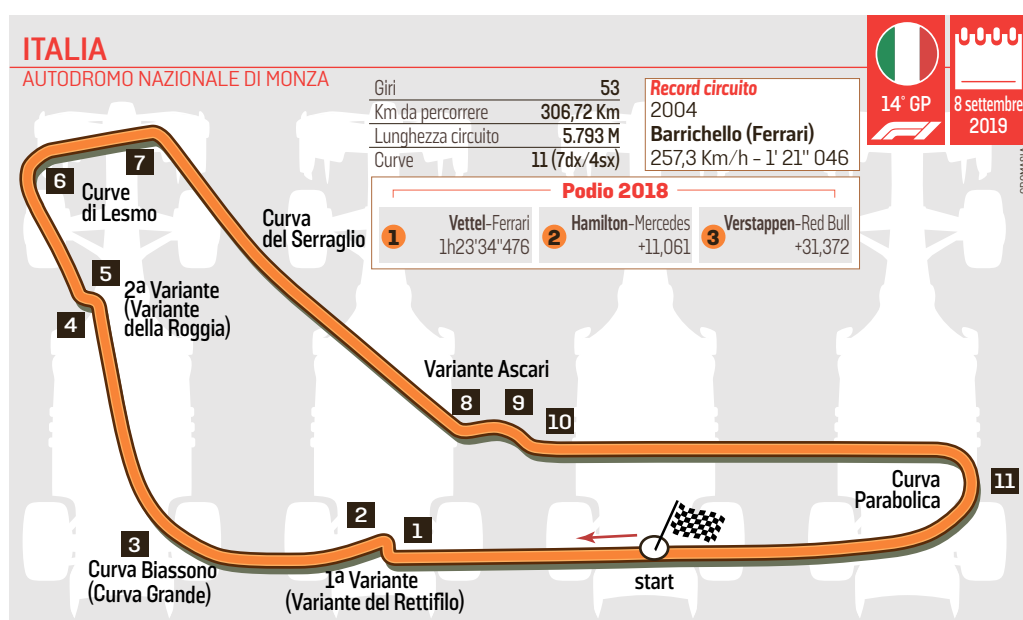 ITALIA
AUTODROMO NAZIONALE DI MONZA
Giri 53
Km da percorrere 306,72 Km
Lunghezza circuito 5.793 M
Curve 11 (7dx/4sx)
Record circuito
2004
Barrichello (Ferrari)
257,3 Km/h - 1' 21" 046
14° GP
F1
8 settembre
2019
Podio 2018
1 Vettel-Ferrari
1h23'34"476
2 Hamilton-Mercedes
+11,061
3 Verstappen-Red Bull
+31,372
7
6
Curve
di Lesmo
Curva
del Serraglio
5
2ª Variante
(Variante
della Roggia)
4
Variante Ascari
8
9
10
Curva
Parabolica
11
2
1
3
Curva Biassono
(Curva Grande)
1ª Variante
(Variante del Rettifilo)
start